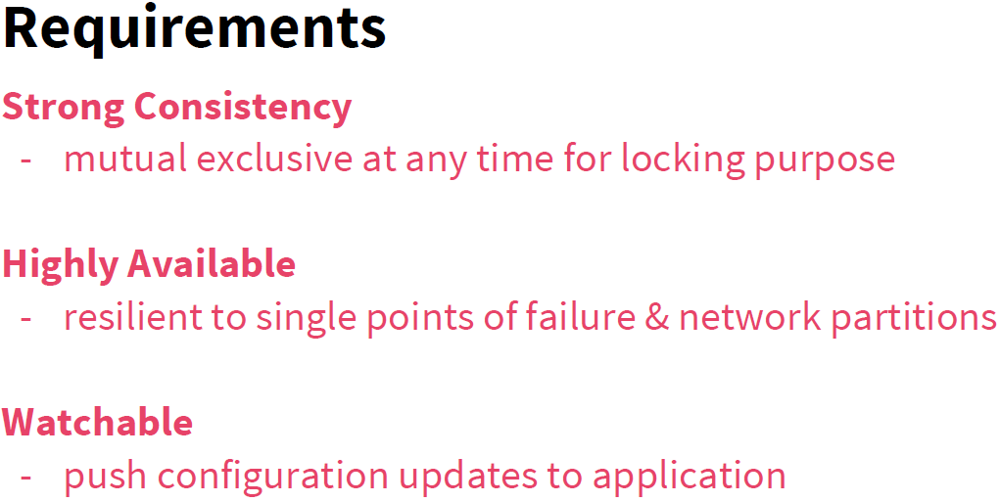 Requirements
Strong Consistency
- mutual exclusive at any time for locking purpose
Highly Available
- resilient to single points of failure & network partitions
Watchable
- push configuration updates to application